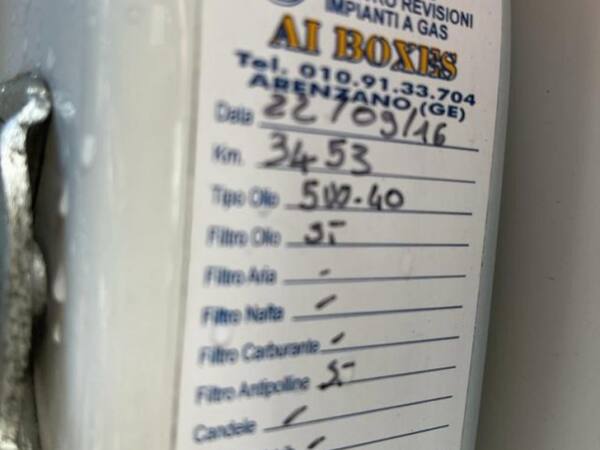 REVISIONI
IMPIANTI A GAS
AI BOXES
Tel. 010.91.33.704
ARENZANO (GE)
Data 22/09/16
Km. 3453
Tipo Olio 5W-40
Filtro Olio SI
Filtro Aria -
Filtro Nafta -
Filtro Carburante -
Filtro Antipolline SI
Candele -